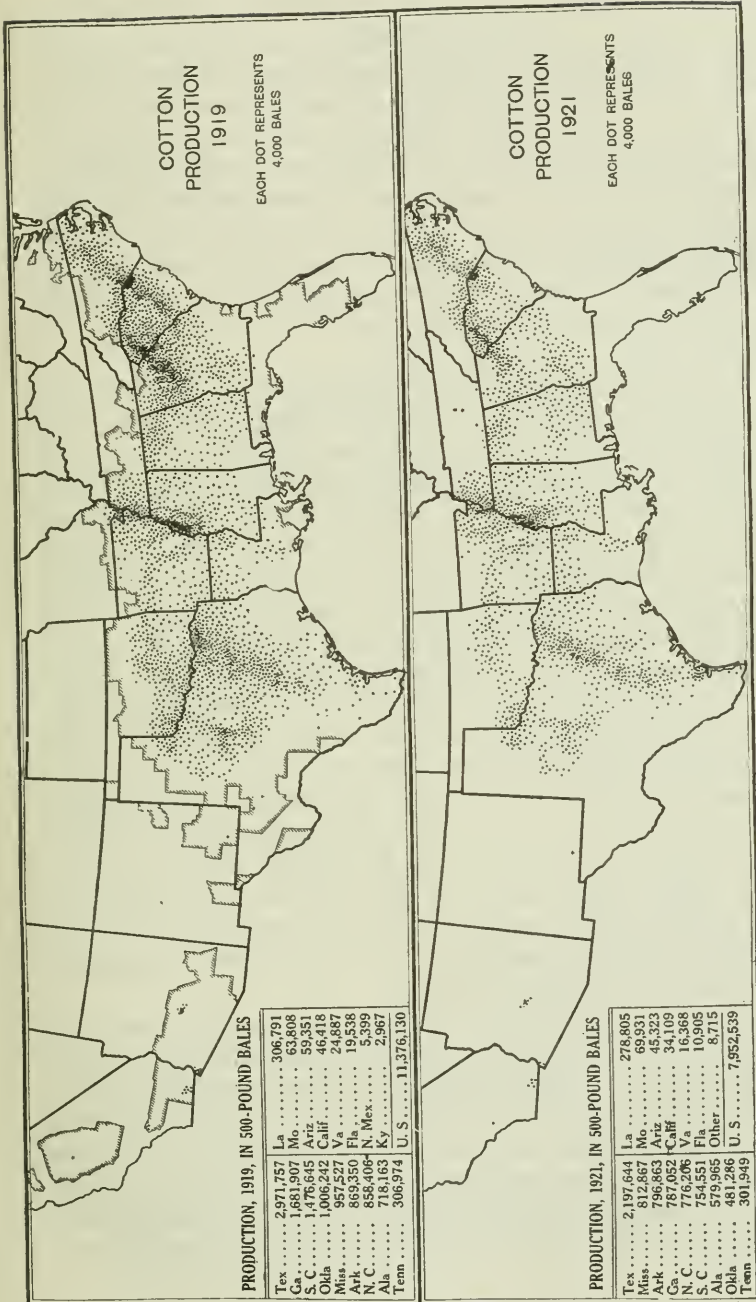 COTTON
PRODUCTION
1919
EACH DOT REPRESENTS
4,000 BALES
PRODUCTION, 1919, IN 500-POUND BALES
Tex ...... 2,971,757
Ga ...... 1,681,907
S. C ...... 1,476,645
Okla ...... 1,006,242
Miss ...... 957,527
Ark ...... 869,350
N. C ...... 858,406
Ala ...... 718,163
Tenn ...... 306,974
La ...... 306,791
Mo ...... 63,808
Ariz ...... 59,351
Calif ...... 46,418
Va ...... 24,887
Fla ...... 19,538
N. Mex ...... 5,399
Ky ...... 2,967
U. S ...... 11,376,130
COTTON
PRODUCTION
1921
EACH DOT REPRESENTS
4,000 BALES
PRODUCTION, 1921, IN 500-POUND BALES
Tex ...... 2,197,644
Miss ...... 812,867
Ark ...... 796,863
Ga ...... 787,052
N. C ...... 776,206
S. C ...... 754,551
Ala ...... 579,965
Okla ...... 481,286
Tenn ...... 301,949
La ...... 278,805
Mo ...... 69,931
Ariz ...... 45,323
Calif ...... 34,109
Va ...... 16,368
Fla ...... 10,905
Other ...... 8,715
U. S ...... 7,952,539